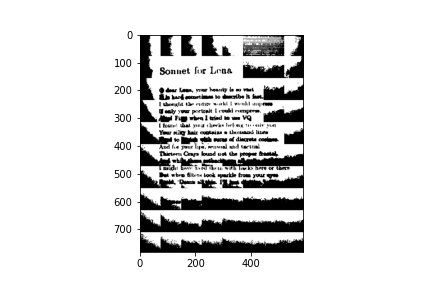 0
100
200
300
400
500
600
700
Sonnet for Lena
O dear Lena, your beauty is so vast
It is hard sometimes to describe it fast.
I thought the entire world I would impress
If only your portrait I could compress.
First when I tried to use VQ
I found that your cheeks belong to only you
Your silky hair contains a thousand lines
Hard to match with sums of discrete cosines.
And for your lips, sensual and tactual
Thirteen Crays found not the proper fractal.
And while these setbacks are all
I might have fixed them with hacks here or there
But when filters took sparkle from your eyes
said, 'Damn all this. I'll just
0 200 400